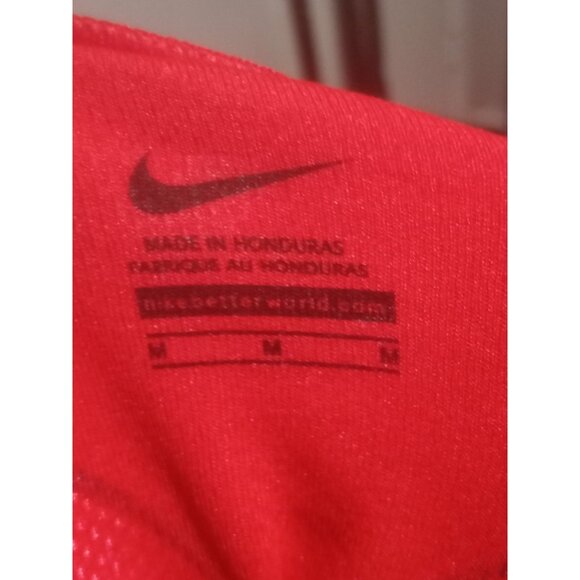 MADE IN HONDURAS
FABRIQUE AU HONDURAS
nikebetterworld.com
M M M